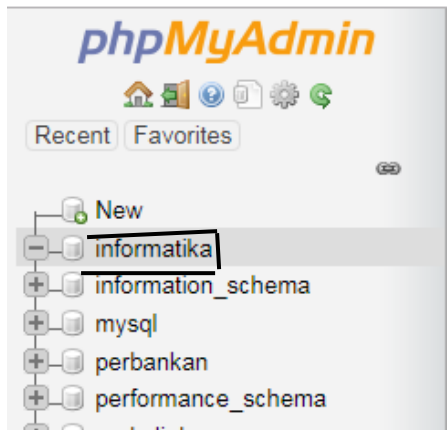 phpMyAdmin
Recent Favorites
New
informatika
information_schema
mysql
perbankan
performance_schema